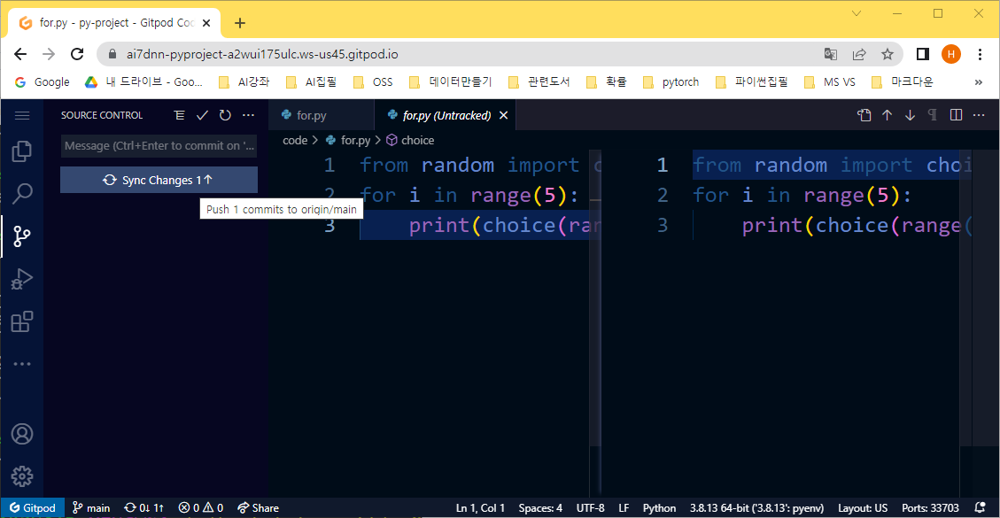 for.py - py-project - Gitpod Coc
ai7dnn-pyproject-a2wui175ulc.ws-us45.gitpod.io
H
Google 내 드라이브 - Goo... AI강좌 AI집필 OSS 데이터만들기 관련도서 확률 pytorch 파이썬집필 MS VS 마크다운 »
SOURCE CONTROL
Message (Ctrl+Enter to commit on '...
Sync Changes 1↑
Push 1 commits to origin/main
for.py
for.py (Untracked)
code > for.py > choice
1 from random import c
2 for i in range(5):
3 print(choice(ran
1 from random import choi
2 for i in range(5):
3 print(choice(range(
Gitpod main 0↓ 1↑ 0 0 Share Ln 1, Col 1 Spaces: 4 UTF-8 LF Python 3.8.13 64-bit ('3.8.13': pyenv) Layout: US Ports: 33703